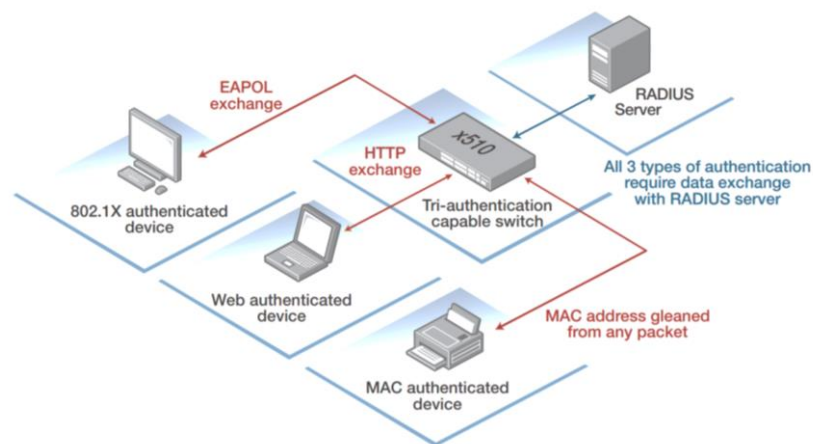 EAPOL
exchange
RADIUS
Server
x510
HTTP
exchange
All 3 types of authentication
require data exchange
with RADIUS server
802.1X authenticated
device
Tri-authentication
capable switch
Web authenticated
device
MAC address gleaned
from any packet
MAC authenticated
device